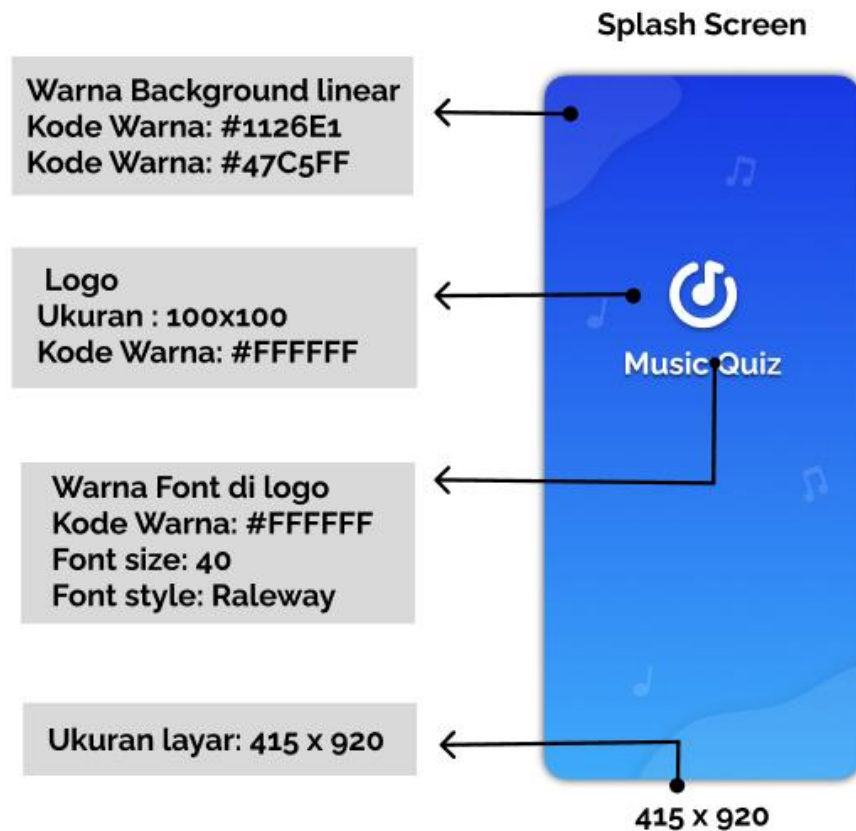 Splash Screen
Warna Background linear
Kode Warna: #1126E1
Kode Warna: #47C5FF
Logo
Ukuran : 100x100
Kode Warna: #FFFFFF
Music Quiz
Warna Font di logo
Kode Warna: #FFFFFF
Font size: 40
Font style: Raleway
Ukuran layar: 415 x 920
415 x 920